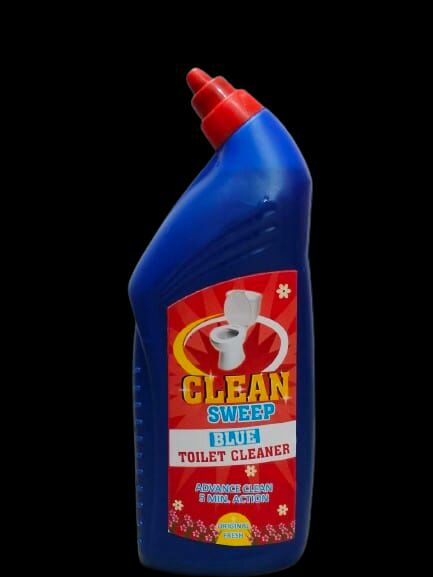 CLEAN
SWEEP
BLUE
TOILET CLEANER
ADVANCE CLEAN
5 MIN. ACTION
ORIGINAL
FRESH